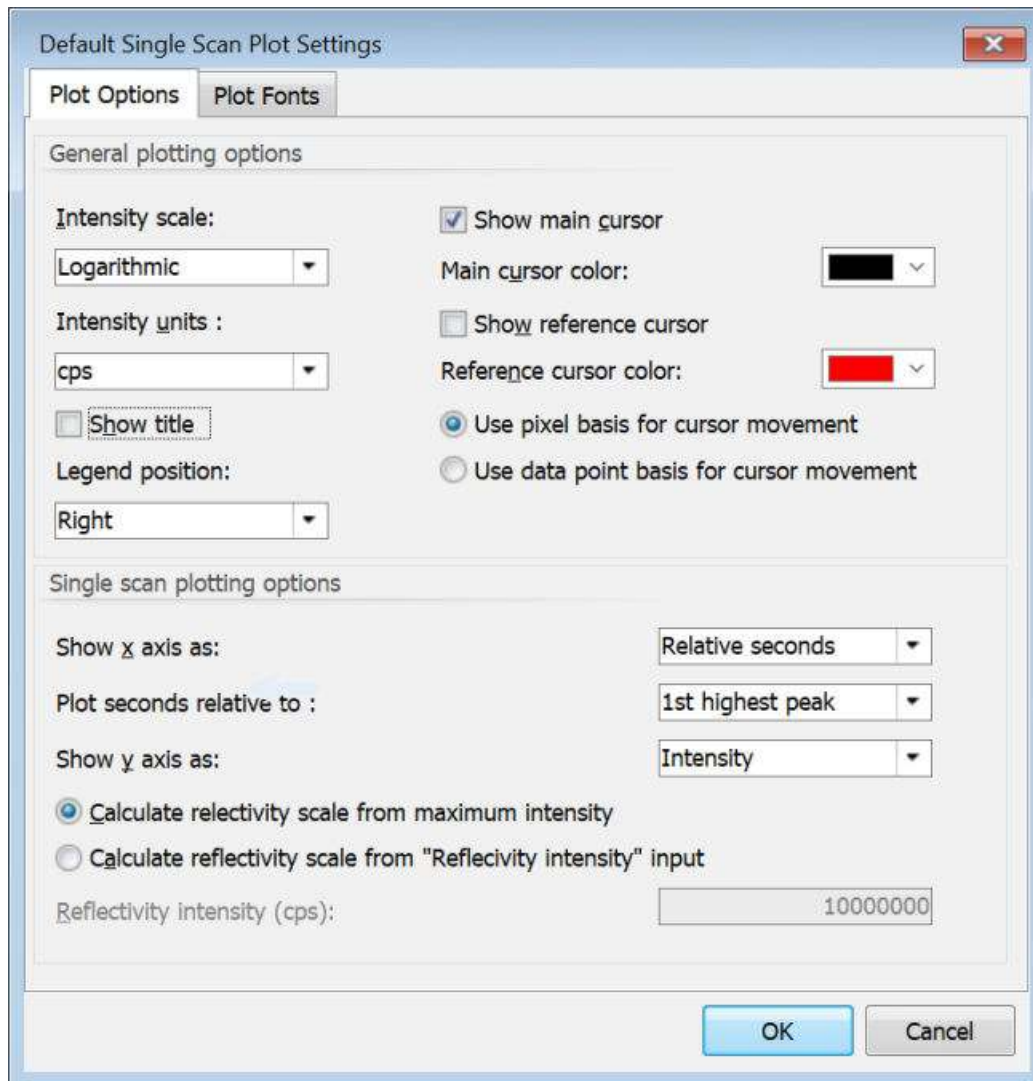 Default Single Scan Plot Settings
Plot Options
Plot Fonts
General plotting options
Intensity scale:
Logarithmic
Intensity units :
cps
Show title
Legend position:
Right
Show main cursor
Main cursor color:
Show reference cursor
Reference cursor color:
Use pixel basis for cursor movement
Use data point basis for cursor movement
Single scan plotting options
Show x axis as:
Relative seconds
Plot seconds relative to :
1st highest peak
Show y axis as:
Intensity
Calculate relectivity scale from maximum intensity
Calculate reflectivity scale from "Reflecivity intensity" input
Reflectivity intensity (cps):
10000000
OK
Cancel